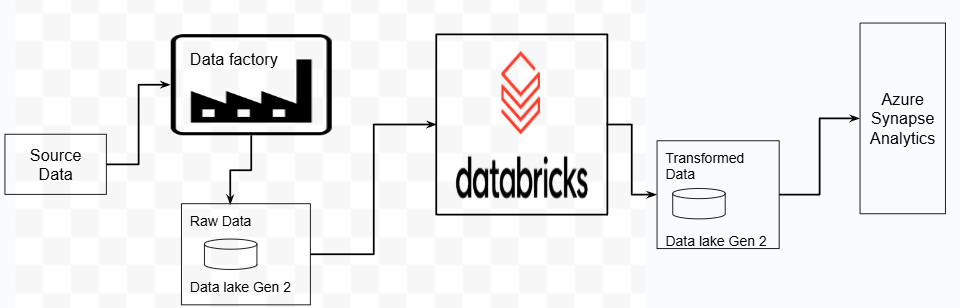 Source
Data
Data factory
Raw Data
Data lake Gen 2
databricks
Transformed
Data
Data lake Gen 2
Azure
Synapse
Analytics